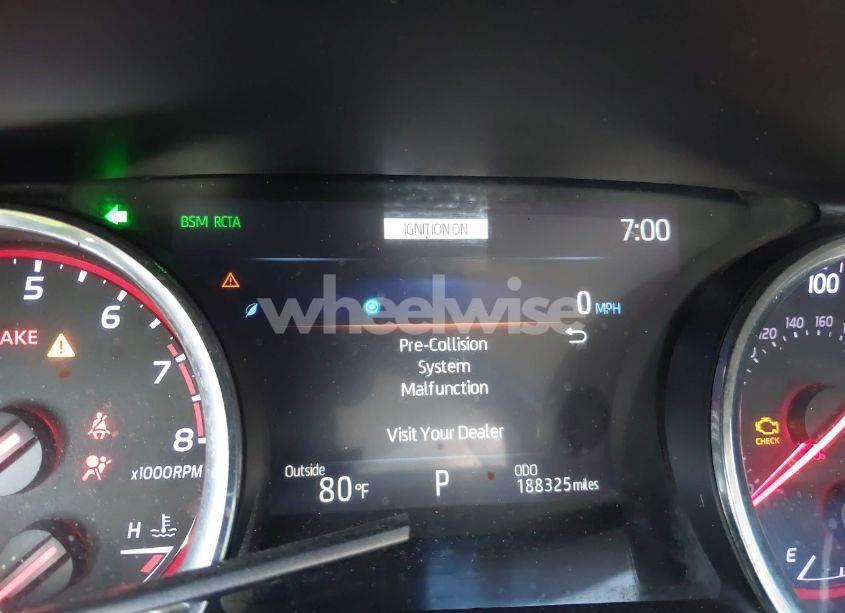 BSM RCTA
IGNITION ON
7:00
5
6
7
8
x1000RPM
AKE
wheelwise
0 MPH
Pre-Collision
System
Malfunction
Visit Your Dealer
Outside
80°F
P
ODO
188325 miles
H
100
120 140 160
CHECK
E